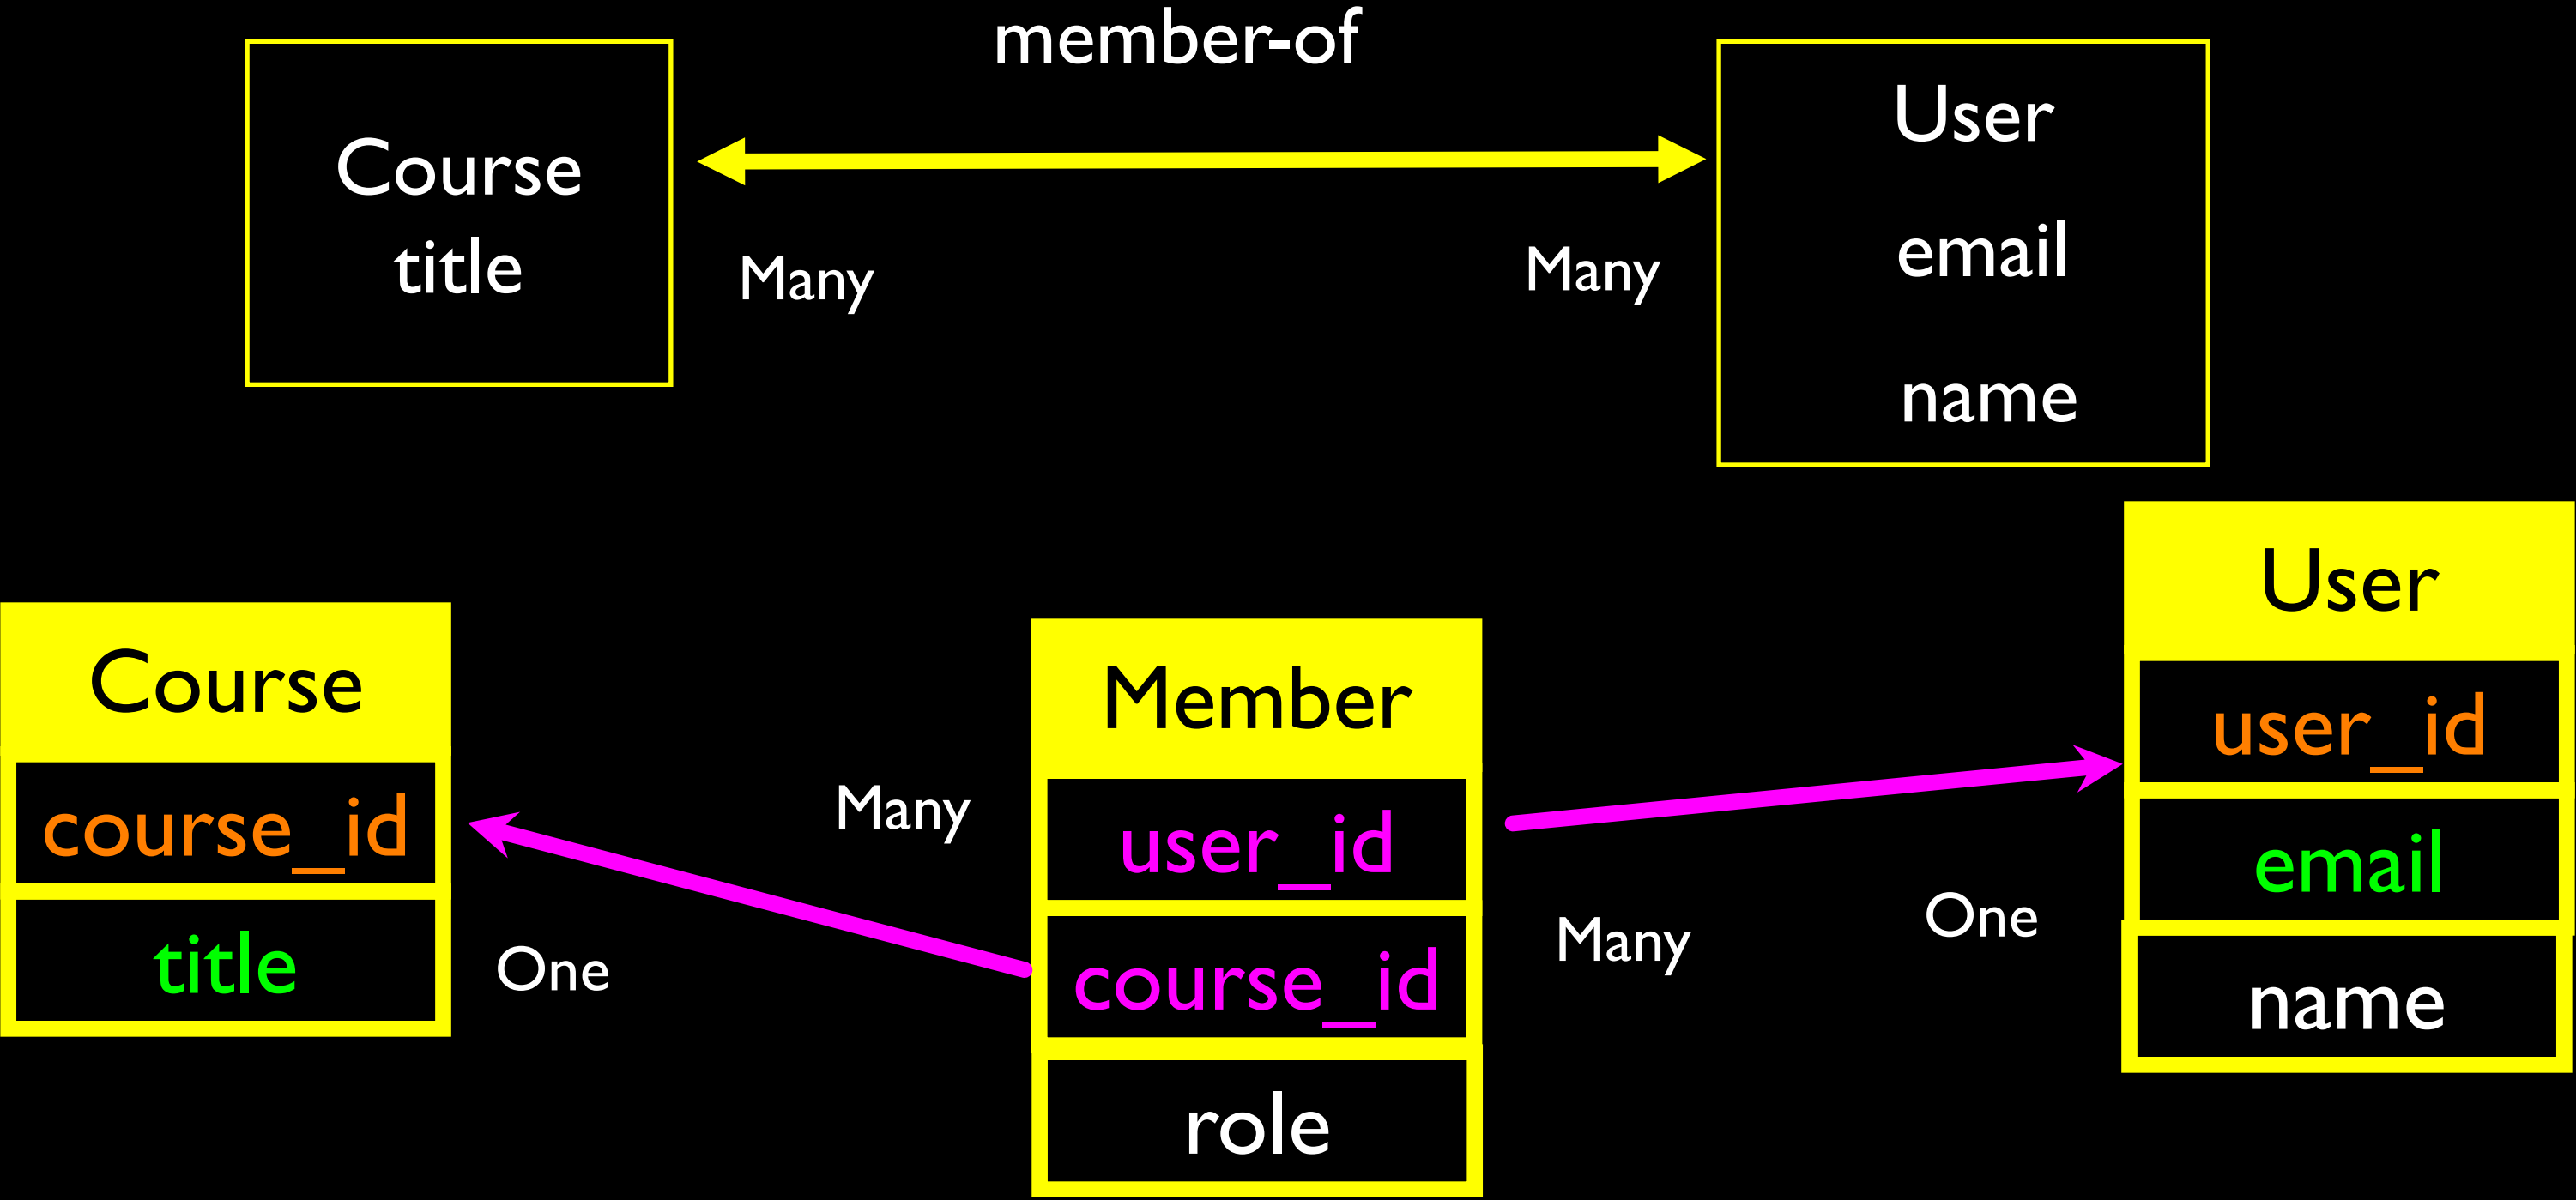 member-of
Course
title
Many
Many
User
email
name
Course
course_id
title
One
Many
Member
user_id
course_id
role
Many
One
User
user_id
email
name